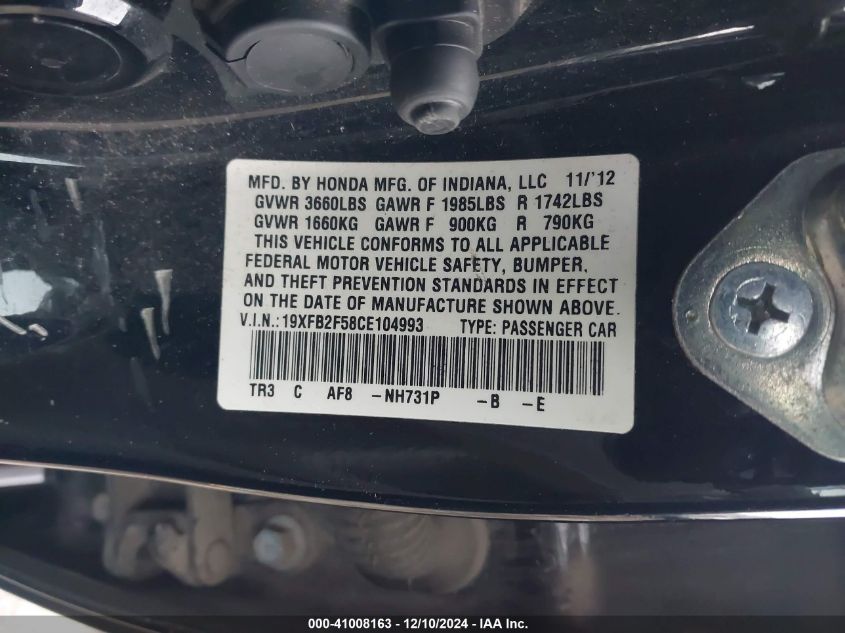 MFD. BY HONDA MFG. OF INDIANA, LLC 11/'12
GVWR 3660LBS GAWR F 1985LBS R 1742LBS
GVWR 1660KG GAWR F 900KG R 790KG
THIS VEHICLE CONFORMS TO ALL APPLICABLE
FEDERAL MOTOR VEHICLE SAFETY, BUMPER,
AND THEFT PREVENTION STANDARDS IN EFFECT
ON THE DATE OF MANUFACTURE SHOWN ABOVE.
V.I.N.: 19XFB2F58CE104993 TYPE: PASSENGER CAR
TR3 C AF8 -NH731P -B -E
000-41008163 - 12/10/2024 - IAA Inc.